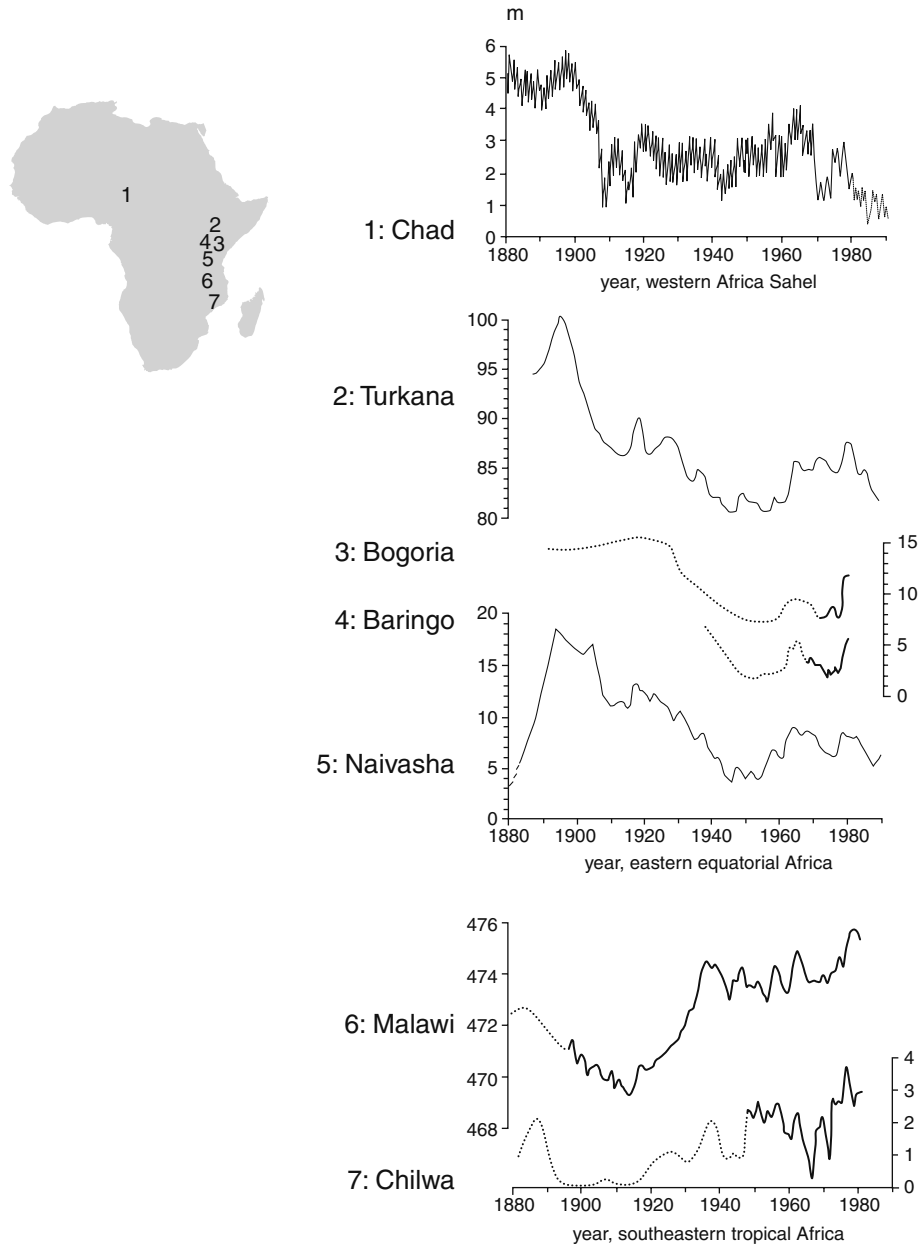 m
6
5
4
3
2
1
0
1: Chad
1880 1900 1920 1940 1960 1980
year, western Africa Sahel
1
2
4 3
5
6
7
100
95
90
85
80
2: Turkana
3: Bogoria
15
10
5
0
4: Baringo
20
15
10
5
0
5: Naivasha
1880 1900 1920 1940 1960 1980
year, eastern equatorial Africa
476
474
472
470
468
6: Malawi
4
3
2
1
0
7: Chilwa
1880 1900 1920 1940 1960 1980
year, southeastern tropical Africa